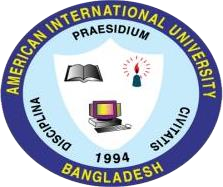 AMERICAN INTERNATIONAL UNIVERSITY
PRAESIDIUM
DISCIPLINA
CIVITATIS
1994
BANGLADESH